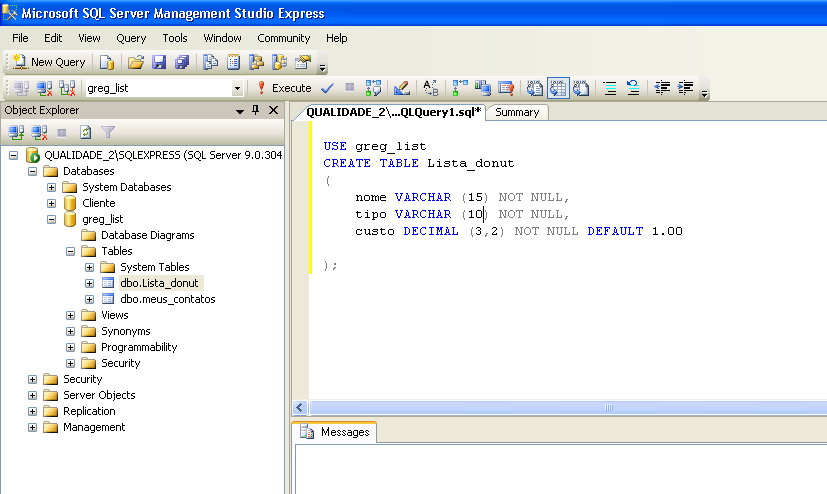 Microsoft SQL Server Management Studio Express
File Edit View Query Tools Window Community Help
New Query
greg_list Execute
Object Explorer
QUALIDADE_2\...QLQuery1.sql* Summary
QUALIDADE_2\SQLEXPRESS (SQL Server 9.0.304
Databases
System Databases
Cliente
greg_list
Database Diagrams
Tables
System Tables
dbo.Lista_donut
dbo.meus_contatos
Views
Synonyms
Programmability
Security
Security
Server Objects
Replication
Management
USE greg_list
CREATE TABLE Lista_donut
(
nome VARCHAR (15) NOT NULL,
tipo VARCHAR (10) NOT NULL,
custo DECIMAL (3,2) NOT NULL DEFAULT 1.00
);
Messages